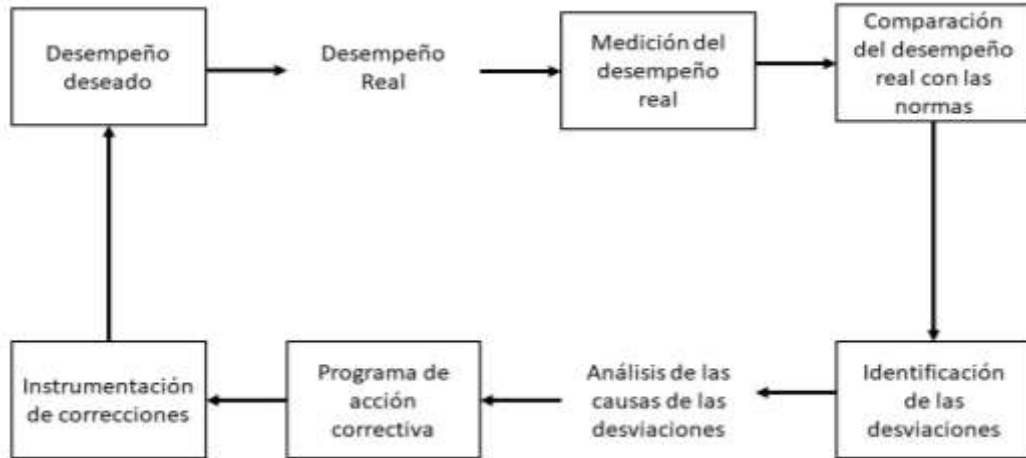 Desempeño
deseado
Desempeño
Real
Medición del
desempeño
real
Comparación
del desempeño
real con las
normas
Instrumentación
de correcciones
Programa de
acción
correctiva
Análisis de las
causas de las
desviaciones
Identificación
de las
desviaciones